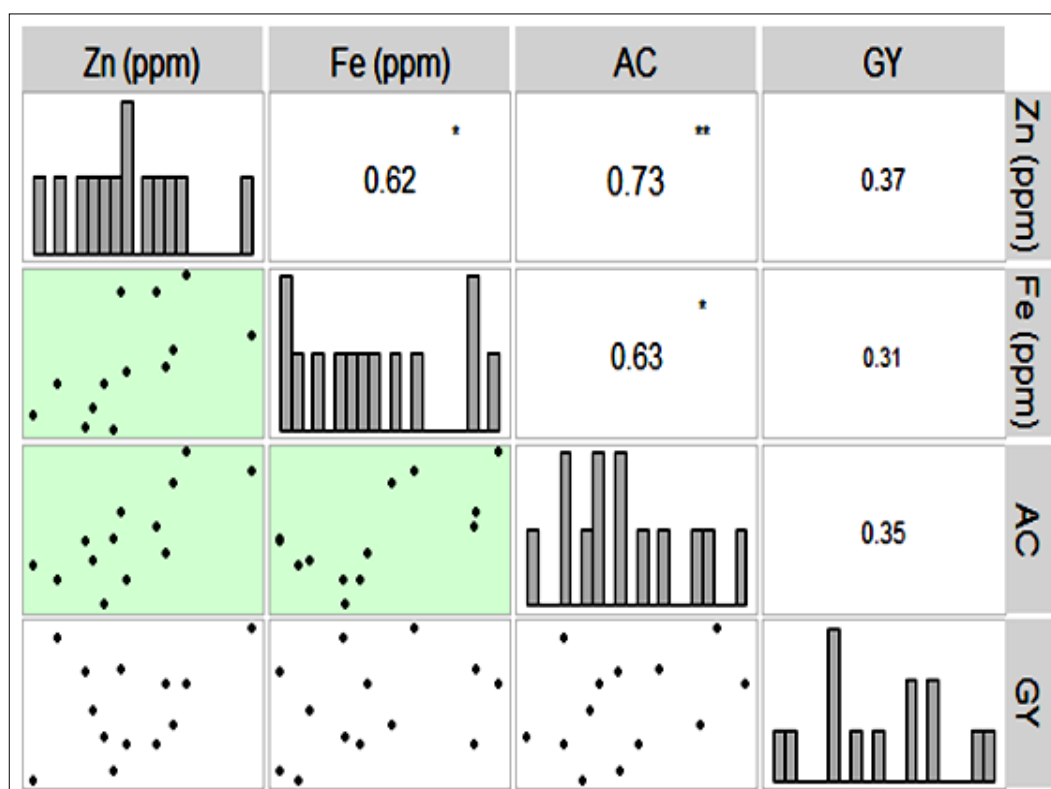 Zn (ppm) Fe (ppm) AC GY
* **
0.62 0.73 0.37 Zn (ppm)
*
0.63 0.31 Fe (ppm)
0.35 AC
GY